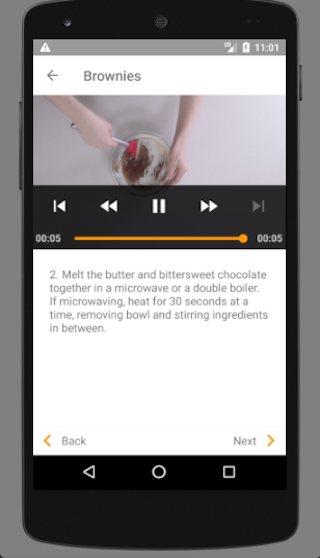 11:01
Brownies
00:05 00:05
2. Melt the butter and bittersweet chocolate
together in a microwave or a double boiler.
If microwaving, heat for 30 seconds at a
time, removing bowl and stirring ingredients
in between.
Back Next